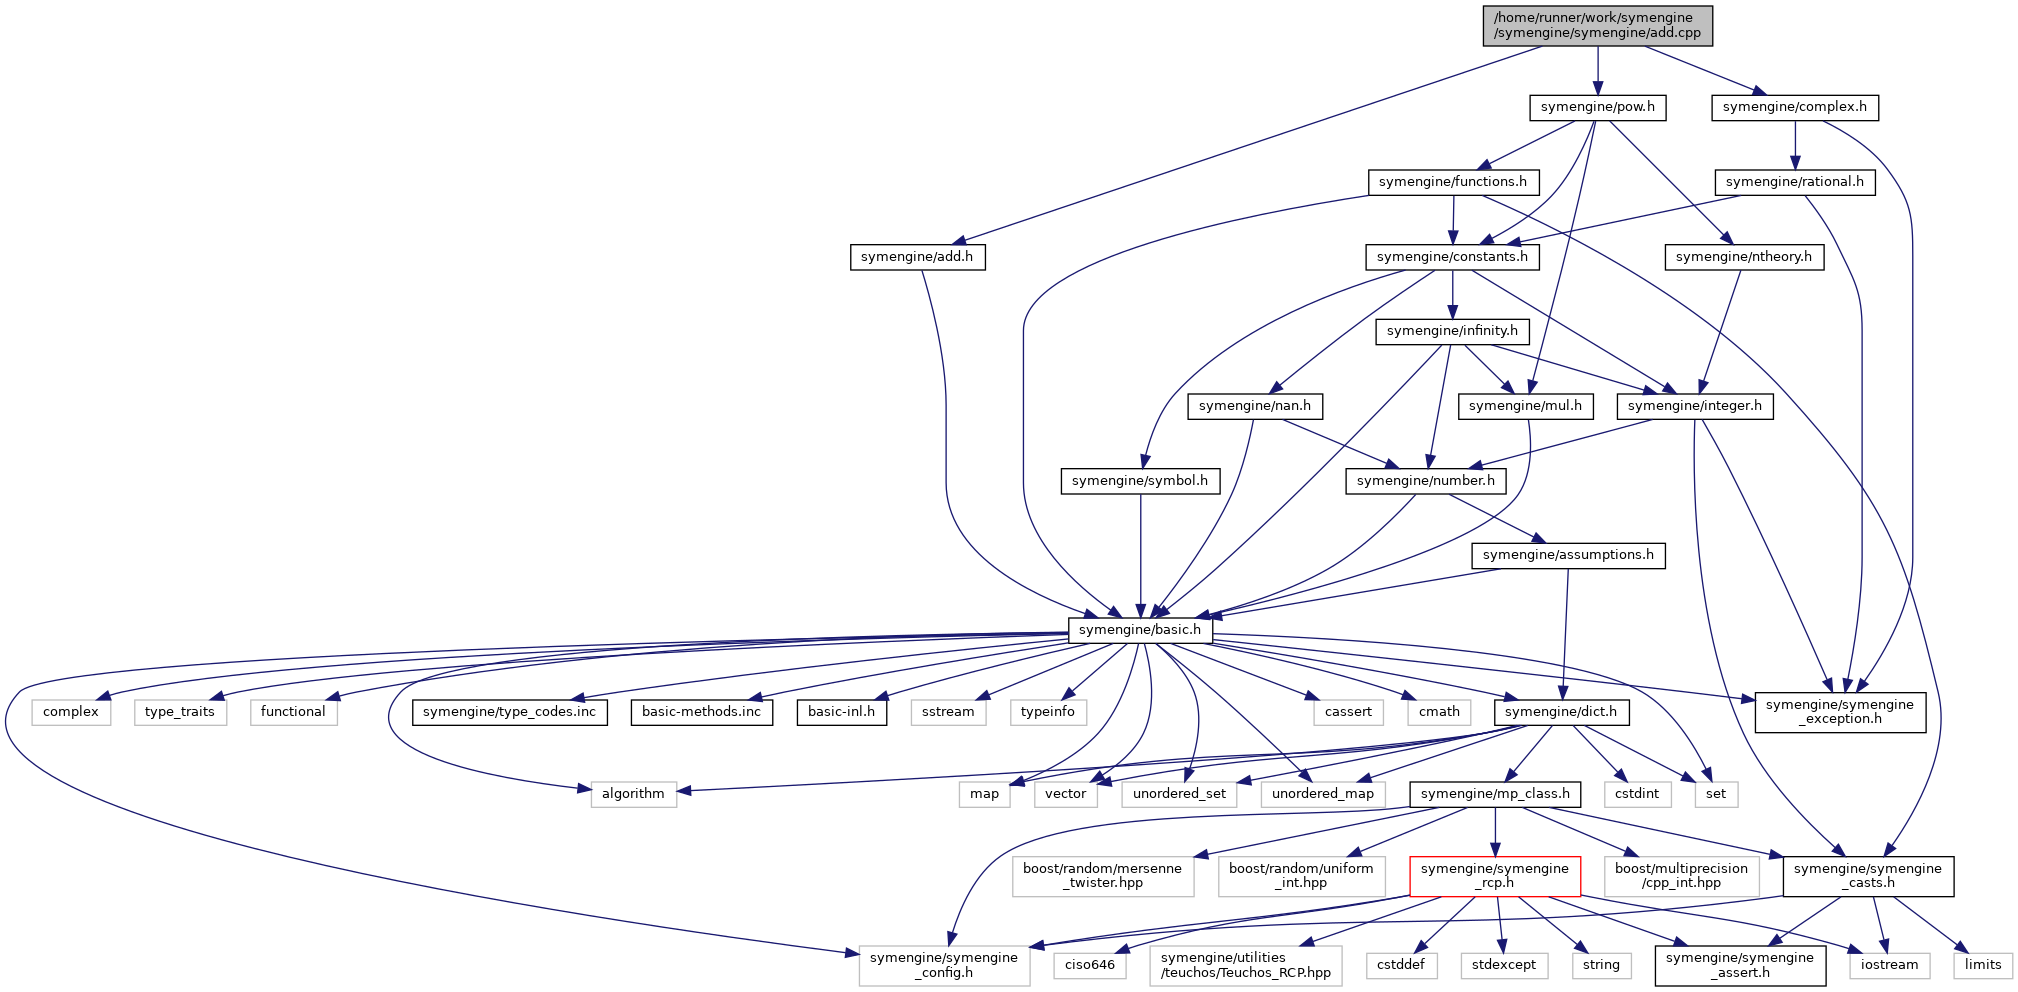 /home/runner/work/symengine
/symengine/symengine/add.cpp
symengine/pow.h
symengine/complex.h
symengine/functions.h
symengine/rational.h
symengine/add.h
symengine/constants.h
symengine/ntheory.h
symengine/infinity.h
symengine/nan.h
symengine/mul.h
symengine/integer.h
symengine/symbol.h
symengine/number.h
symengine/assumptions.h
symengine/basic.h
complex
type_traits
functional
symengine/type_codes.inc
basic-methods.inc
basic-inl.h
sstream
typeinfo
cassert
cmath
symengine/dict.h
symengine/symengine
_exception.h
algorithm
map
vector
unordered_set
unordered_map
symengine/mp_class.h
cstdint
set
boost/random/mersenne
_twister.hpp
boost/random/uniform
_int.hpp
symengine/symengine
_rcp.h
boost/multiprecision
/cpp_int.hpp
symengine/symengine
_casts.h
symengine/symengine
_config.h
ciso646
symengine/utilities
/teuchos/Teuchos_RCP.hpp
cstddef
stdexcept
string
symengine/symengine
_assert.h
iostream
limits